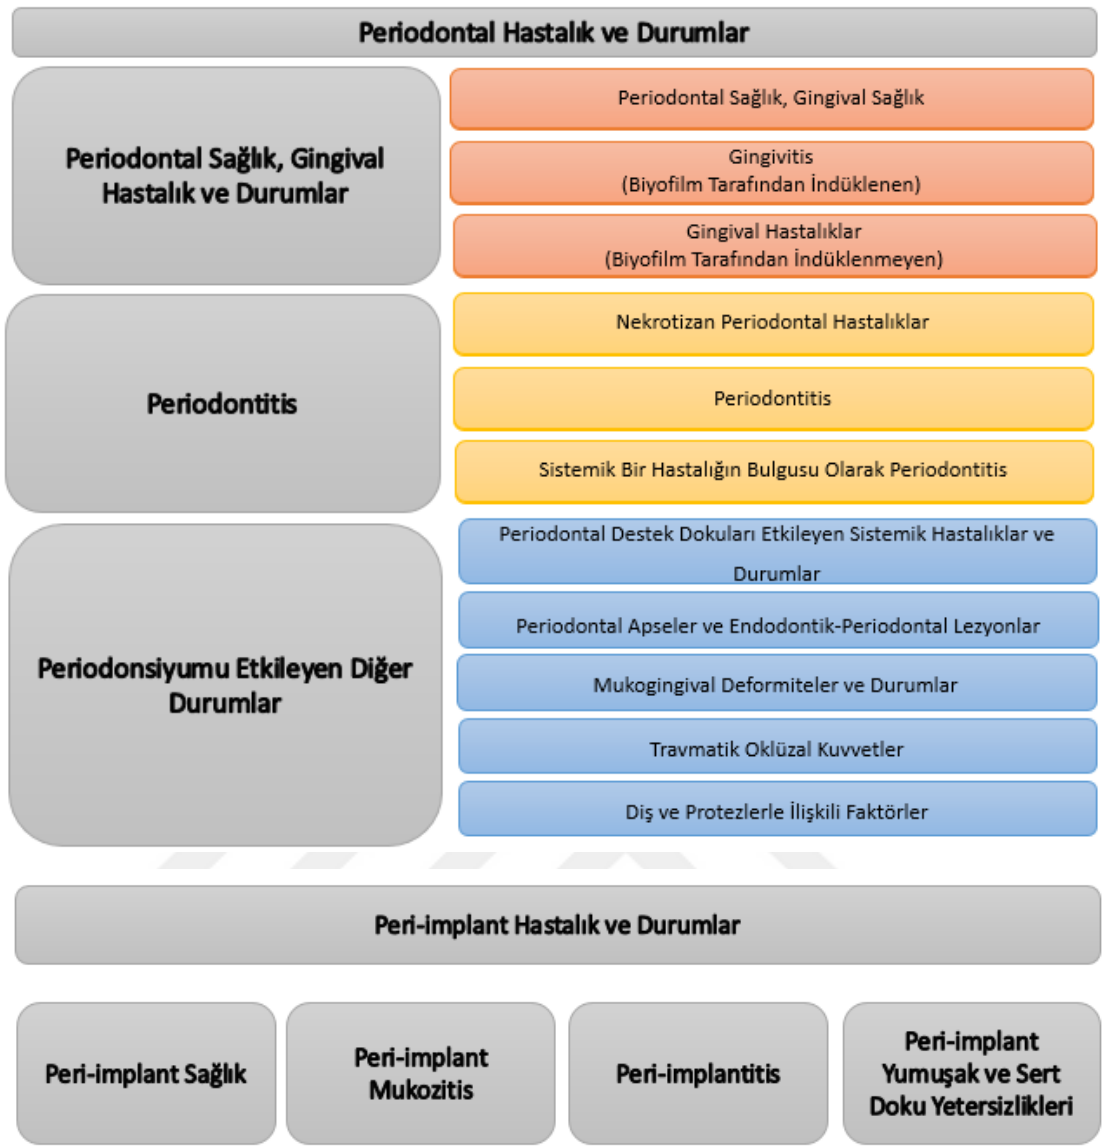 Periodontal Hastalık ve Durumlar
Periodontal Sağlık, Gingival
Hastalık ve Durumlar
Periodontal Sağlık, Gingival Sağlık
Gingivitis
(Biyofilm Tarafından İndüklenen)
Gingival Hastalıklar
(Biyofilm Tarafından İndüklenmeyen)
Periodontitis
Nekrotizan Periodontal Hastalıklar
Periodontitis
Sistemik Bir Hastalığın Bulgusu Olarak Periodontitis
Periodonsiyumu Etkileyen Diğer
Durumlar
Periodontal Destek Dokuları Etkileyen Sistemik Hastalıklar ve
Durumlar
Periodontal Apseler ve Endodontik-Periodontal Lezyonlar
Mukogingival Deformiteler ve Durumlar
Travmatik Oklüzal Kuvvetler
Diş ve Protezlerle İlişkili Faktörler
Peri-implant Hastalık ve Durumlar
Peri-implant Sağlık
Peri-implant
Mukozitis
Peri-implantitis
Peri-implant
Yumuşak ve Sert
Doku Yetersizlikleri